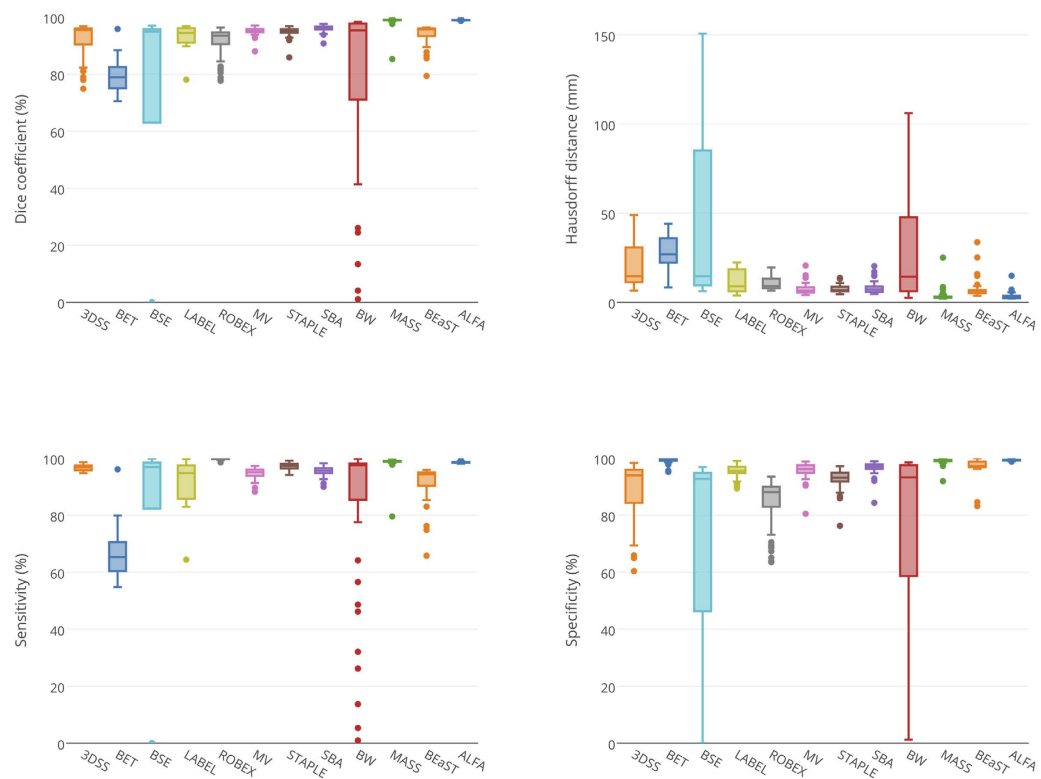 Dice coefficient (%)
100
80
60
40
20
0
3DSS BET BSE LABEL ROBEX MV STAPLE SBA BW MASS BEaST ALFA
Hausdorff distance (mm)
150
100
50
0
3DSS BET BSE LABEL ROBEX MV STAPLE SBA BW MASS BEaST ALFA
Sensitivity (%)
100
80
60
40
20
0
3DSS BET BSE LABEL ROBEX MV STAPLE SBA BW MASS BEaST ALFA
Specificity (%)
100
80
60
40
20
0
3DSS BET BSE LABEL ROBEX MV STAPLE SBA BW MASS BEaST ALFA